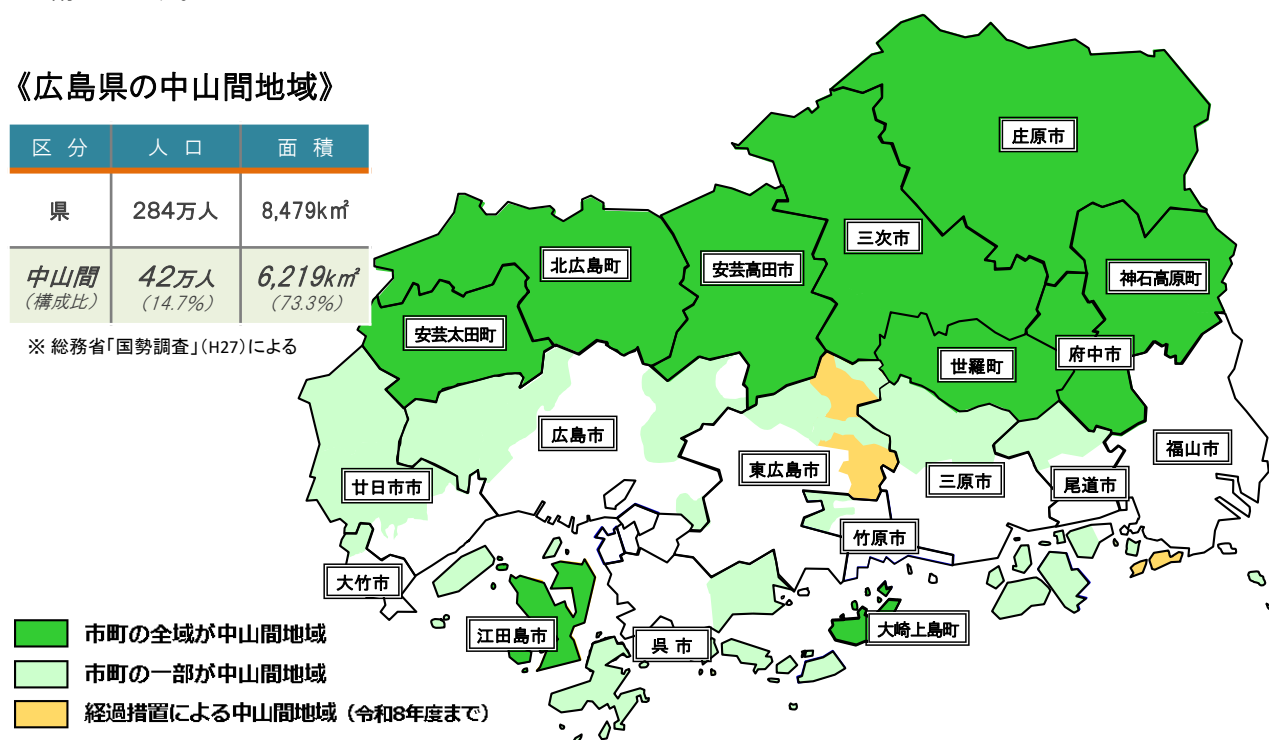 《広島県の中山間地域》
区 分 人 口 面 積
県 284万人 8,479k㎡
中山間 42万人 6,219k㎡
(構成比) (14.7%) (73.3%)
※ 総務省「国勢調査」(H27)による
庄原市
三次市
北広島町
安芸高田市
神石高原町
安芸太田町
府中市
世羅町
広島市
福山市
東広島市
三原市
尾道市
廿日市市
竹原市
大竹市
江田島市
呉 市
大崎上島町
市町の全域が中山間地域
市町の一部が中山間地域
経過措置による中山間地域（令和8年度まで）